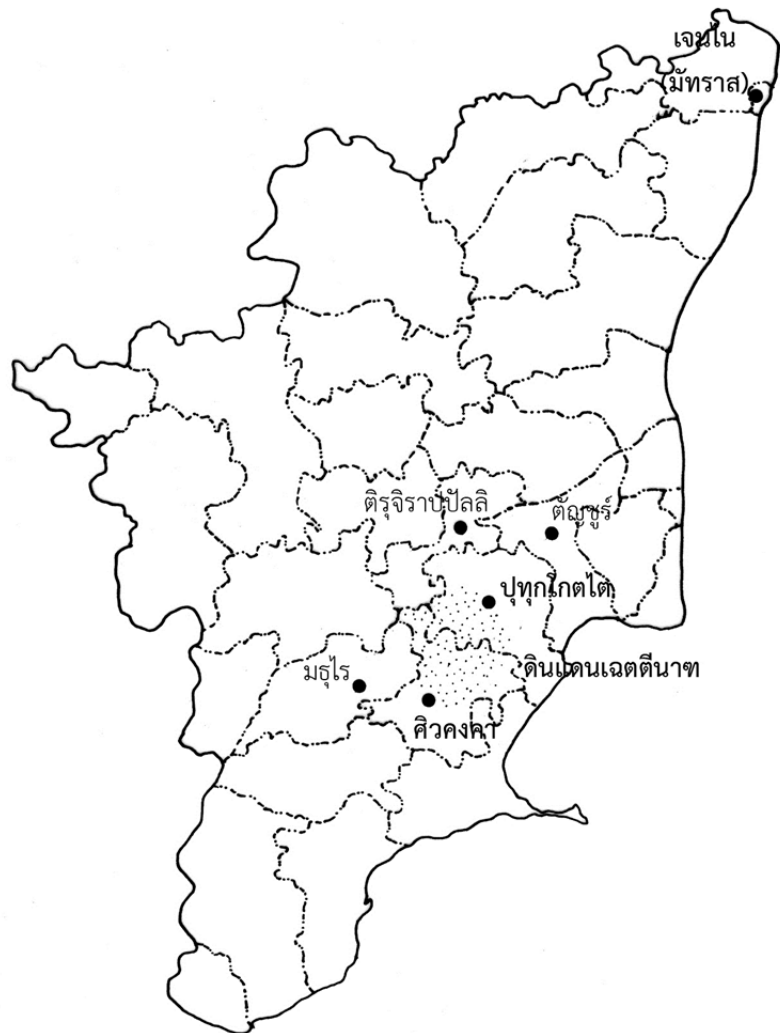 เจนไน
(มัทราส)
ติรุจิราปปัลลิ
ตัญชูร์
ปุทุกโกตไต
ดินแดนเฉตตีนาฑ
มธุไร
ศิวคงคา